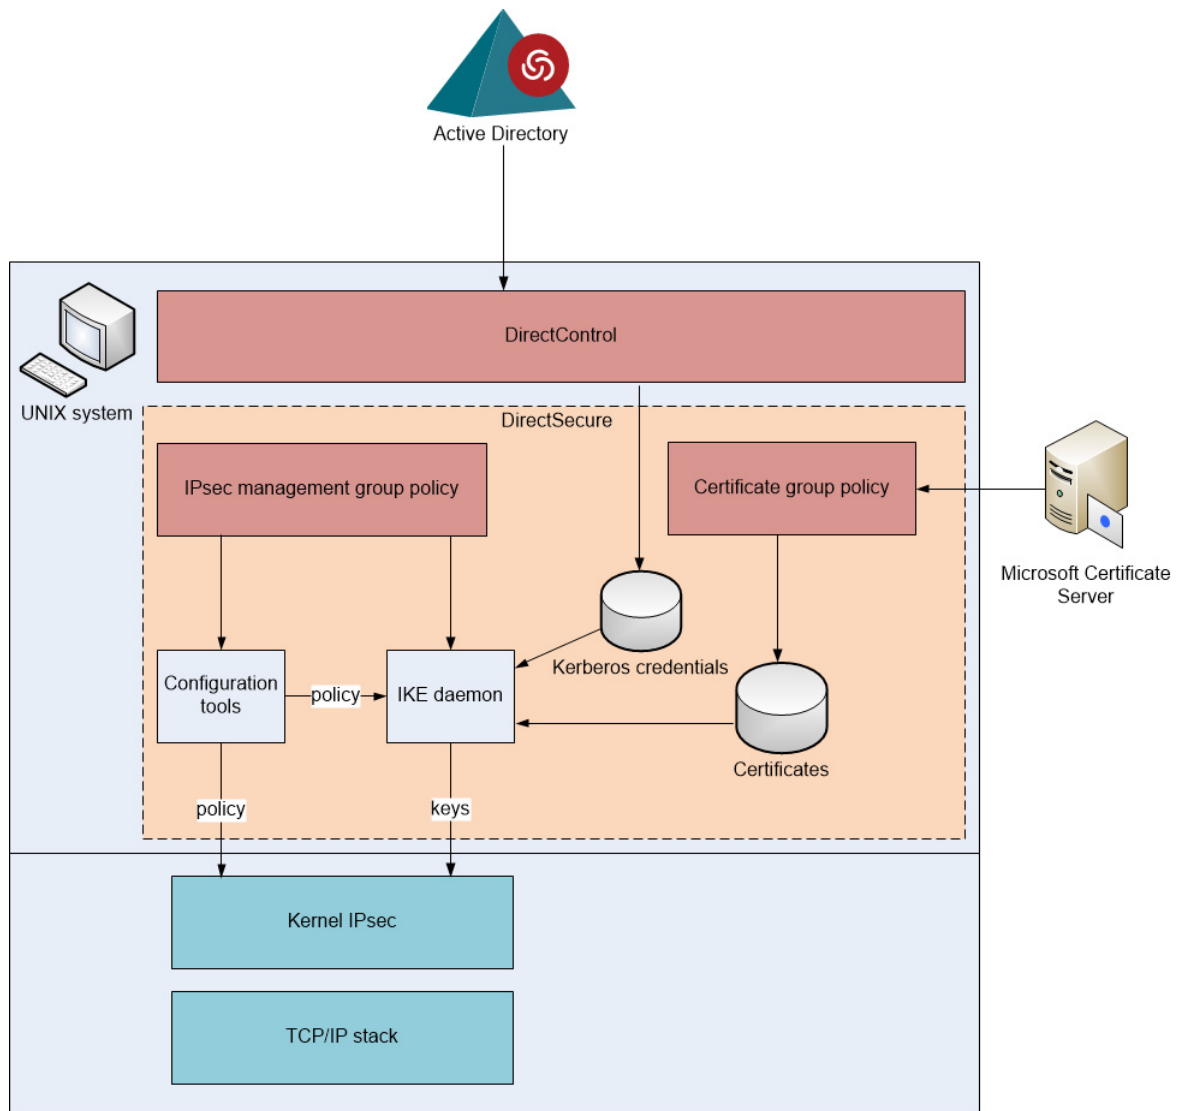 Active Directory
DirectControl
UNIX system
DirectSecure
IPsec management group policy
Certificate group policy
Microsoft Certificate
Server
Kerberos credentials
Configuration
tools
policy
IKE daemon
Certificates
policy
keys
Kernel IPsec
TCP/IP stack